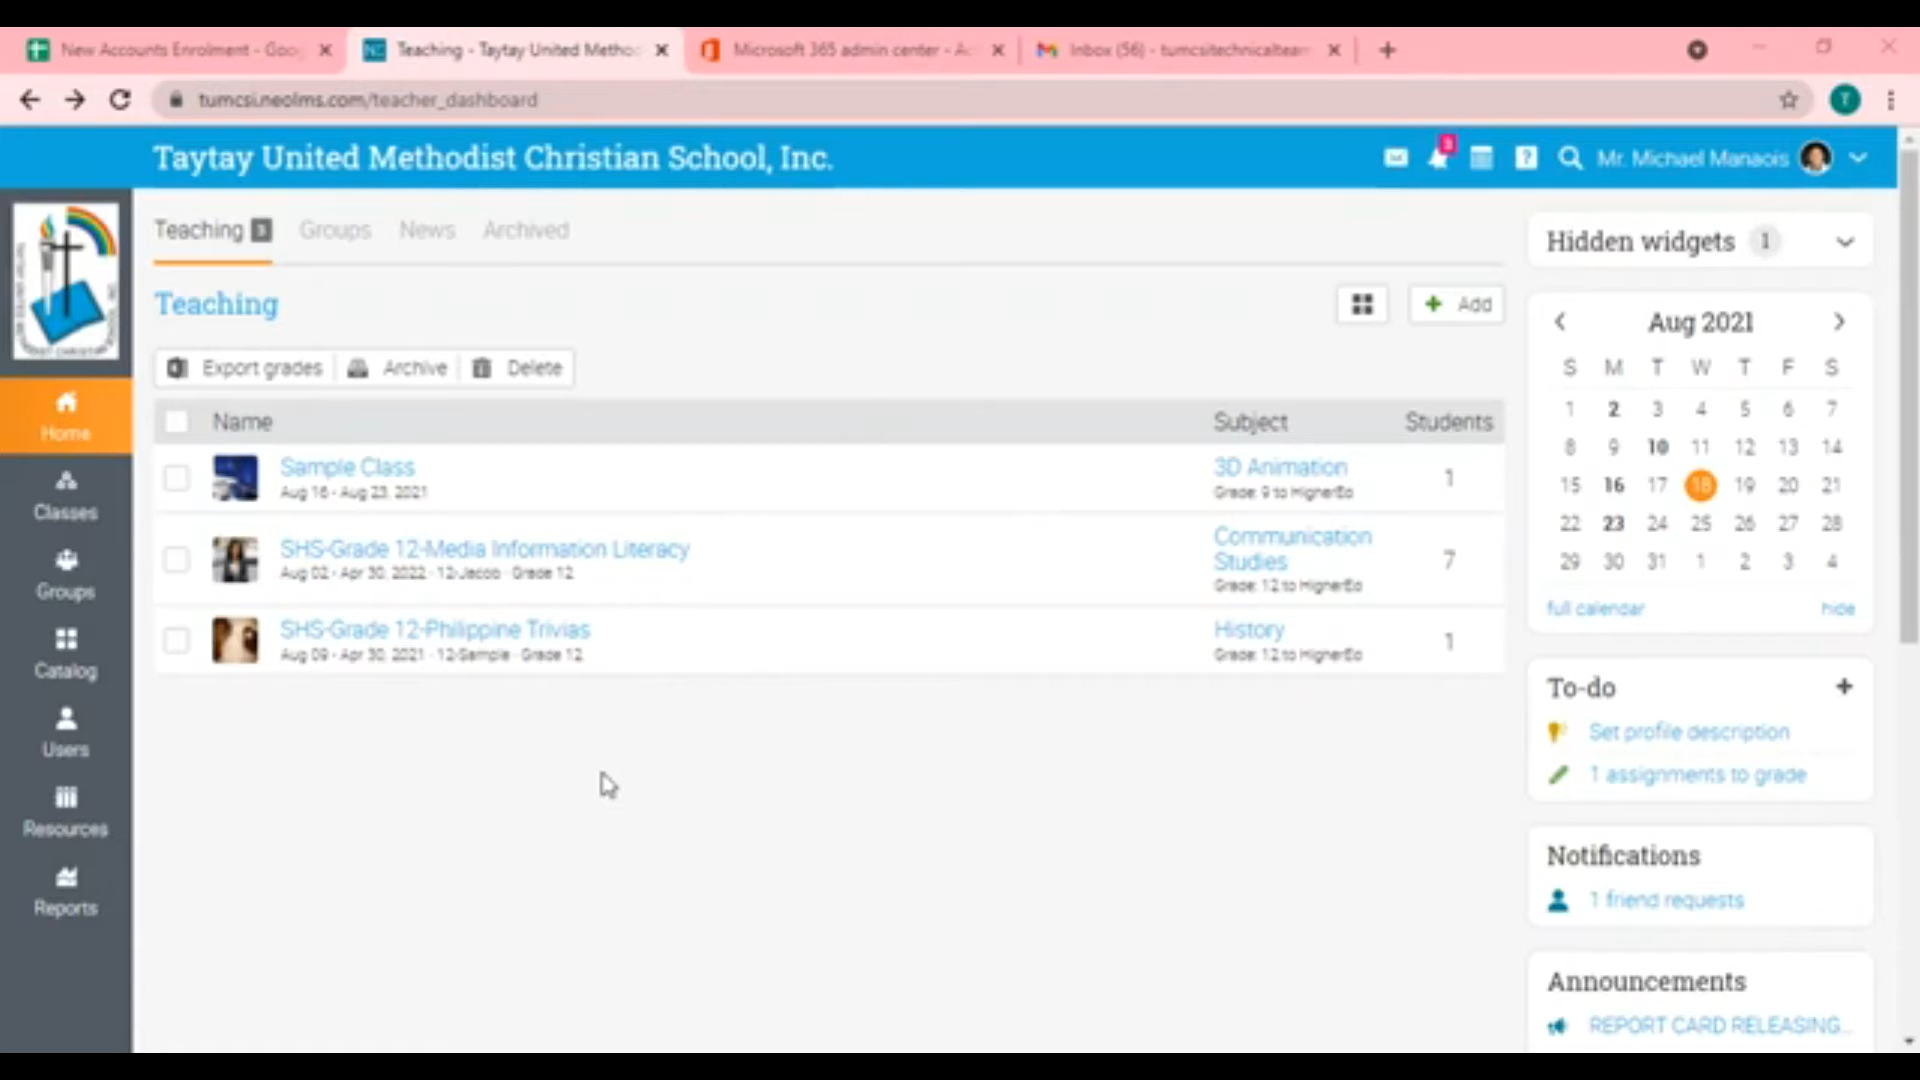 New Accounts Enrolment - Goo
Teaching - Taytay United Metho
Microsoft 365 admin center - A
Inbox (56) - tumcsitechnicaltear
tumcsi.neolms.com/teacher_dashboard
T
Taytay United Methodist Christian School, Inc.
3
?
Mr. Michael Manaois
Teaching 3
Groups
News
Archived
Hidden widgets 1
Teaching
Add
Export grades
Archive
Delete
Name
Subject
Students
Sample Class
Aug 16 - Aug 23, 2021
3D Animation
Grade: 9 to HigherEd
1
SHS-Grade 12-Media Information Literacy
Aug 02 - Apr 30, 2022 - 12-Jacob - Grade 12
Communication
Studies
Grade: 12 to HigherEd
7
SHS-Grade 12-Philippine Trivias
Aug 09 - Apr 30, 2021 - 12-Sample - Grade 12
History
Grade: 12 to HigherEd
1
Home
Classes
Groups
Catalog
Users
Resources
Reports
Aug 2021
S M T W T F S
1 2 3 4 5 6 7
8 9 10 11 12 13 14
15 16 17 18 19 20 21
22 23 24 25 26 27 28
29 30 31 1 2 3 4
full calendar
hide
To-do
Set profile description
1 assignments to grade
Notifications
1 friend requests
Announcements
REPORT CARD RELEASING...